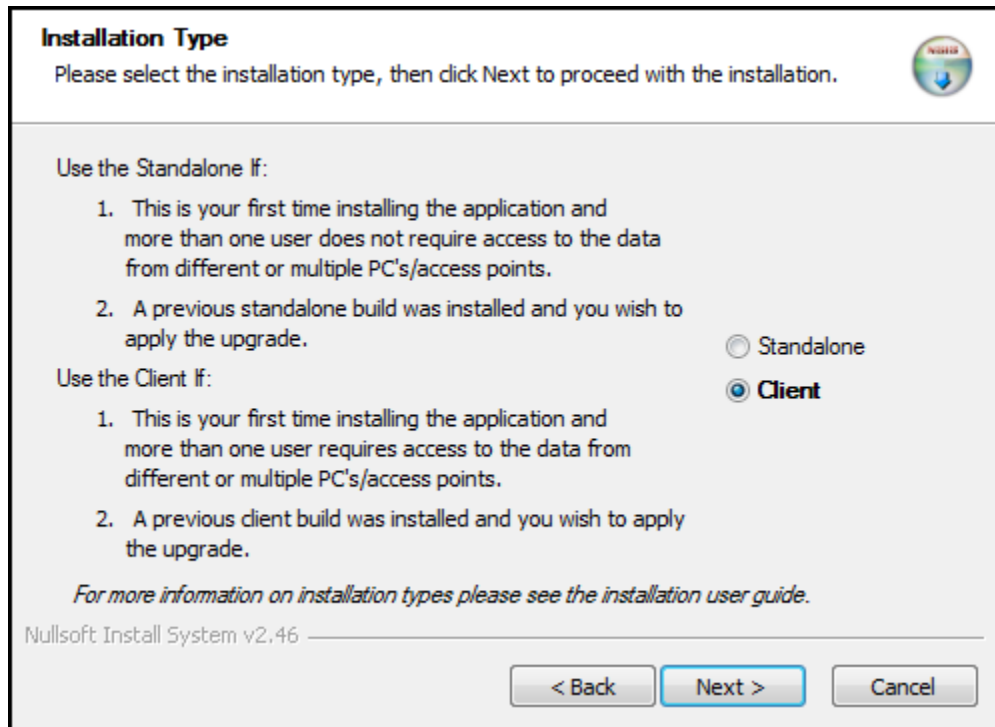 Installation Type
Please select the installation type, then click Next to proceed with the installation.
Use the Standalone If:
1. This is your first time installing the application and
more than one user does not require access to the data
from different or multiple PC's/access points.
2. A previous standalone build was installed and you wish to
apply the upgrade.
Standalone
Use the Client If:
Client
1. This is your first time installing the application and
more than one user requires access to the data from
different or multiple PC's/access points.
2. A previous client build was installed and you wish to apply
the upgrade.
For more information on installation types please see the installation user guide.
Nullsoft Install System v2.46
< Back
Next >
Cancel